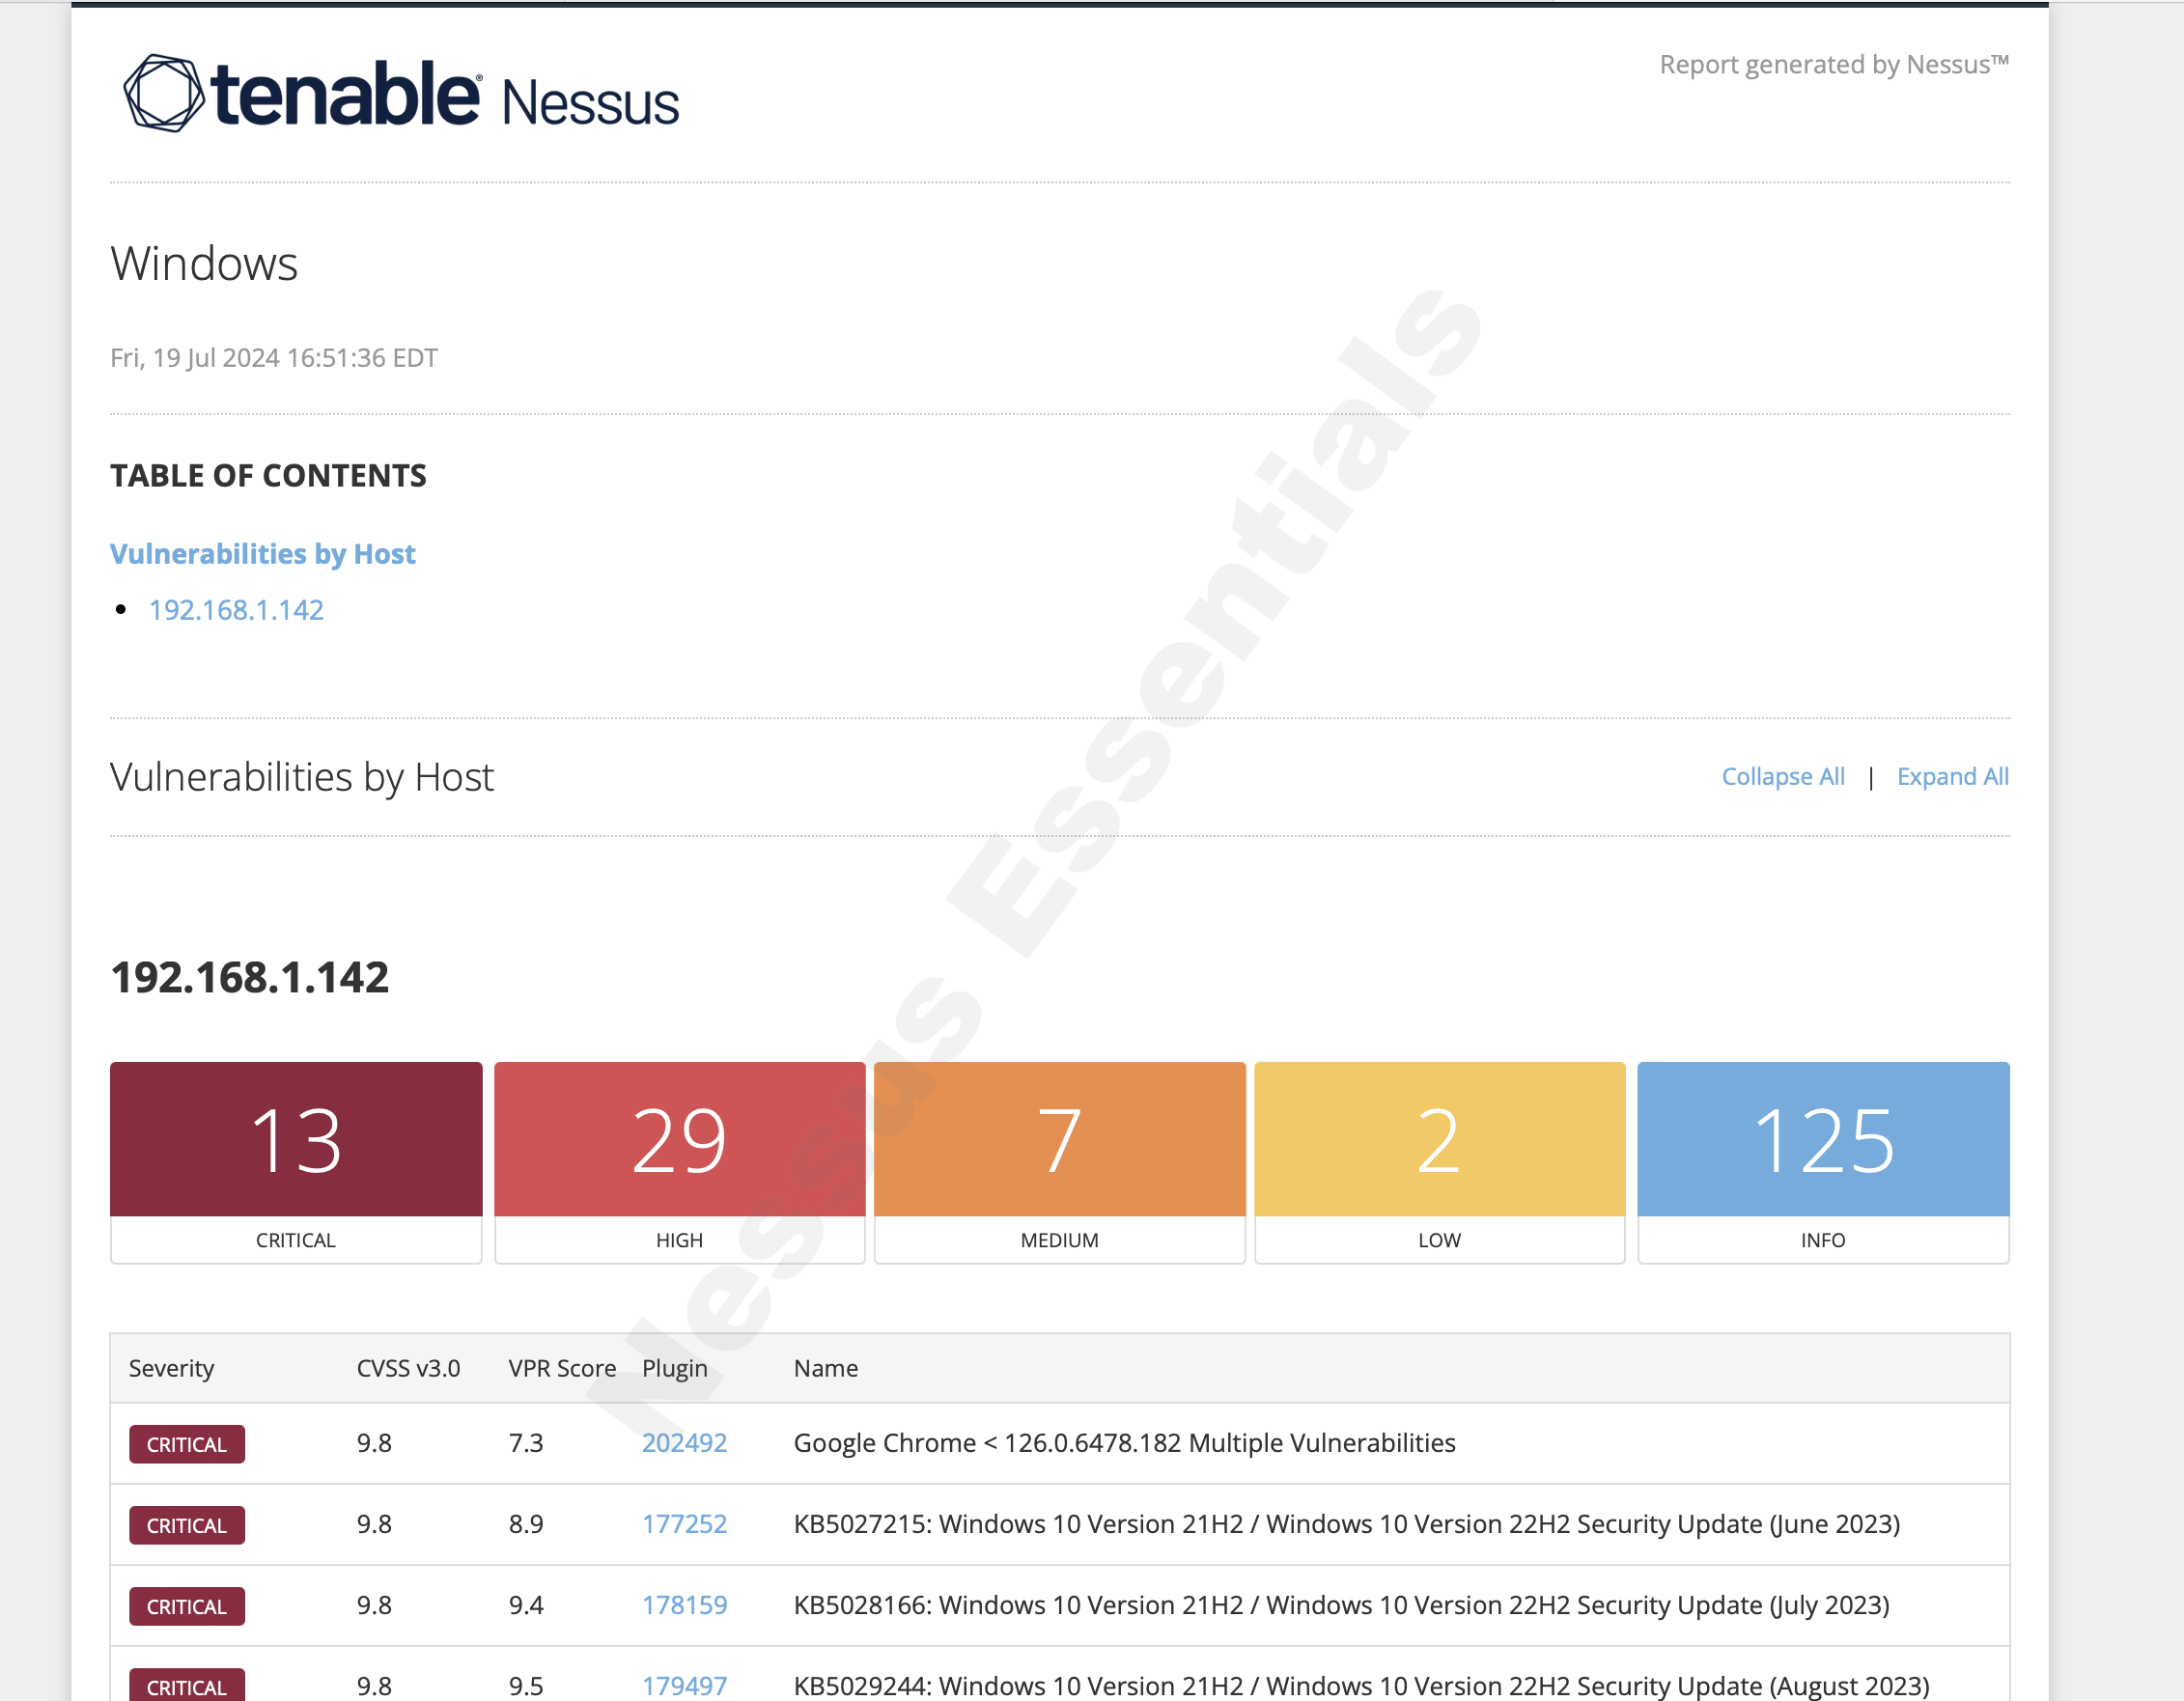 tenable® Nessus
Report generated by Nessus™
Windows
Fri, 19 Jul 2024 16:51:36 EDT
TABLE OF CONTENTS
Vulnerabilities by Host
• 192.168.1.142
Vulnerabilities by Host
Collapse All | Expand All
192.168.1.142
13 29 7 2 125
CRITICAL HIGH MEDIUM LOW INFO
Severity CVSS v3.0 VPR Score Plugin Name
CRITICAL 9.8 7.3 202492 Google Chrome < 126.0.6478.182 Multiple Vulnerabilities
CRITICAL 9.8 8.9 177252 KB5027215: Windows 10 Version 21H2 / Windows 10 Version 22H2 Security Update (June 2023)
CRITICAL 9.8 9.4 178159 KB5028166: Windows 10 Version 21H2 / Windows 10 Version 22H2 Security Update (July 2023)
CRITICAL 9.8 9.5 179497 KB5029244: Windows 10 Version 21H2 / Windows 10 Version 22H2 Security Update (August 2023)
Nessus Essentials